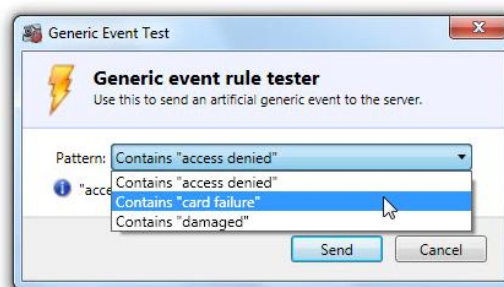 Generic Event Test
Generic event rule tester
Use this to send an artificial generic event to the server.
Pattern: Contains "access denied"
Contains "access denied"
Contains "card failure"
Contains "damaged"
Send Cancel